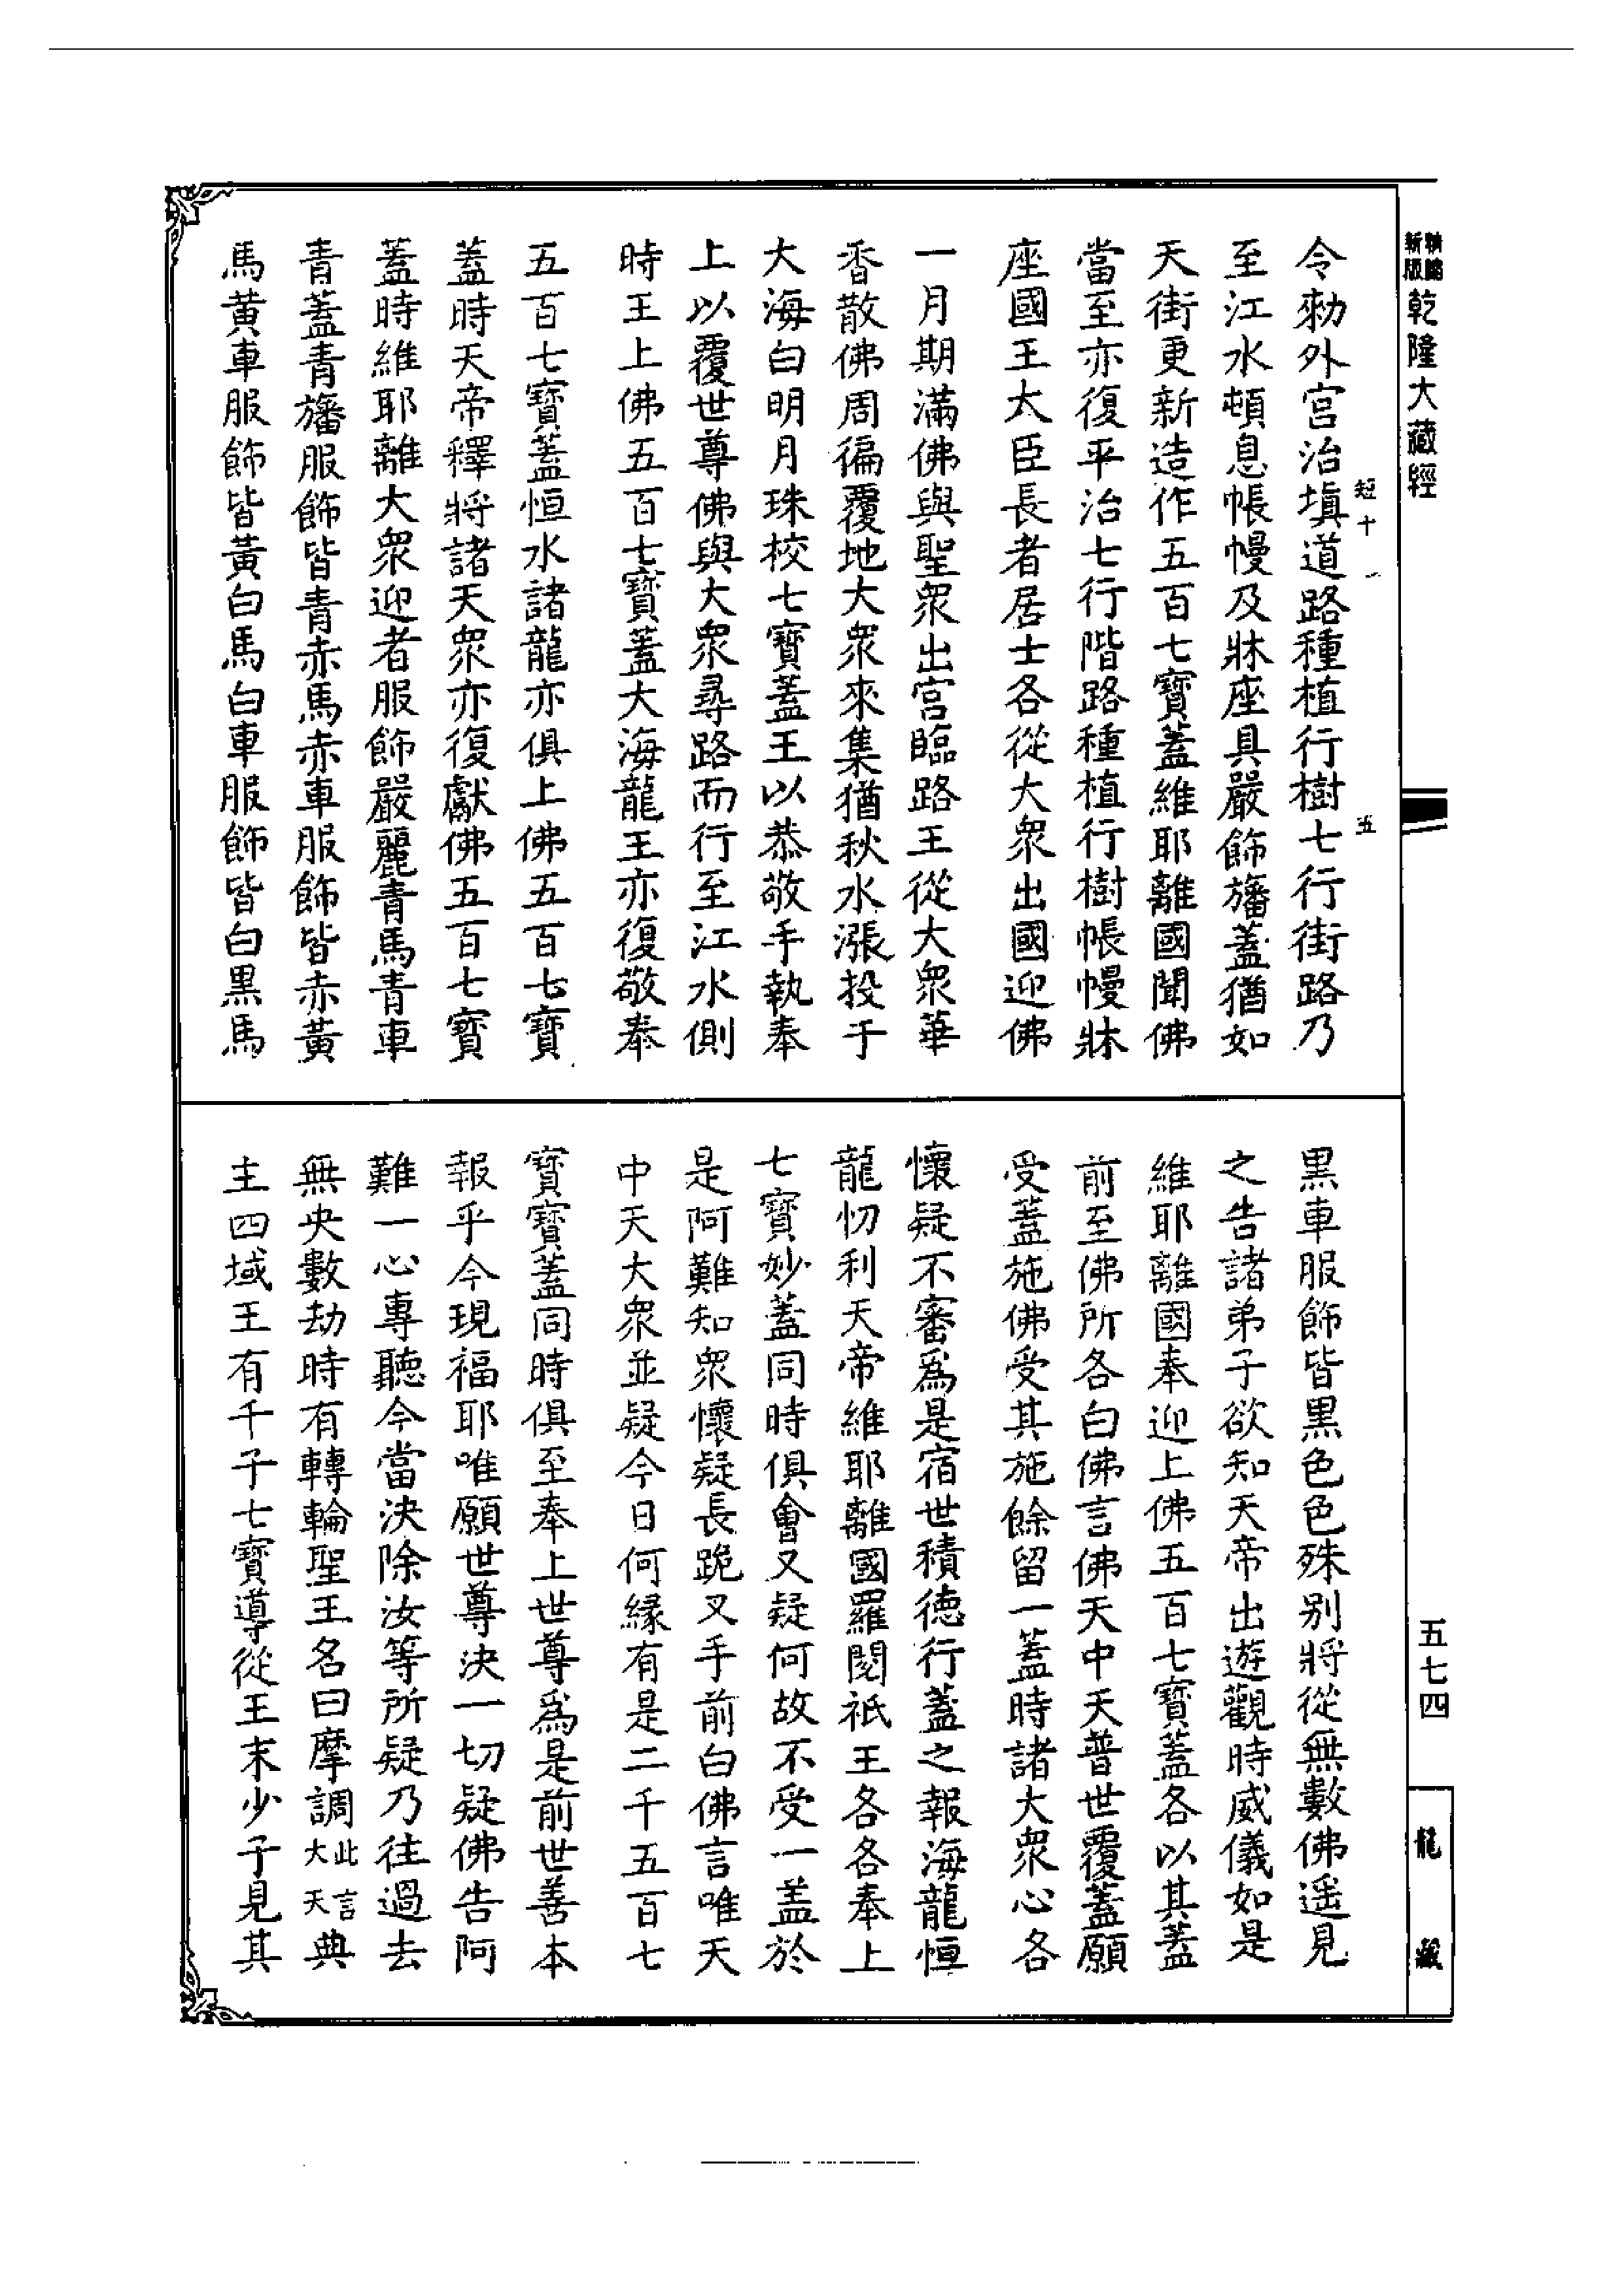 新版精縮乾隆大藏經
短十一
五
令勑外宮治填道路種植行樹七行街路乃
至江水頓息帳幔及牀座具嚴飾旛蓋猶如
天街更新造作五百七寶蓋維耶離國聞佛
當至亦復平治七行階路種植行樹帳幔牀
座國王大臣長者居士各從大衆出國迎佛
一月期滿佛與聖衆出宮臨路王從大衆華
香散佛周徧覆地大衆來集猶秋水漲投于
大海白明月珠校七寶蓋王以恭敬手執奉
上以覆世尊佛與大衆尋路而行至江水側
時王上佛五百七寶蓋大海龍王亦復敬奉
五百七寶蓋恒水諸龍亦俱上佛五百七寶
蓋時天帝釋將諸天衆亦復獻佛五百七寶
蓋時維耶離大衆迎者服飾嚴麗青馬青車
青蓋青旛服飾皆青赤馬赤車服飾皆赤黃
馬黃車服飾皆黃白馬白車服飾皆白黑馬
黑車服飾皆黑色色殊別將從無數佛遥見
之告諸弟子欲知天帝出遊觀時威儀如是
維耶離國奉迎上佛五百七寶蓋各以其蓋
前至佛所各白佛言佛天中天普世覆蓋願
受蓋施佛受其施餘留一蓋時諸大衆心各
懷疑不審爲是宿世積徳行蓋之報海龍恒
龍忉利天帝維耶離國羅閱祇王各各奉上
七寶妙蓋同時俱會又疑何故不受一盖於
是阿難知衆懷疑長跪叉手前白佛言唯天
中天大衆並疑今日何緣有是二千五百七
寶寶蓋同時俱至奉上世尊爲是前世善本
報乎今現福耶唯願世尊決一切疑佛告阿
難一心專聽今當決除汝等所疑乃往過去
無央數劫時有轉輪聖王名曰摩調此言大天典
主四域王有千子七寶導從王末少子見其
五七四
龍藏